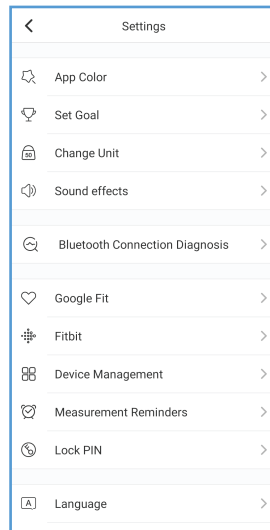 Settings
App Color
Set Goal
50
Change Unit
Sound effects
Bluetooth Connection Diagnosis
Google Fit
Fitbit
Device Management
Measurement Reminders
Lock PIN
A
Language